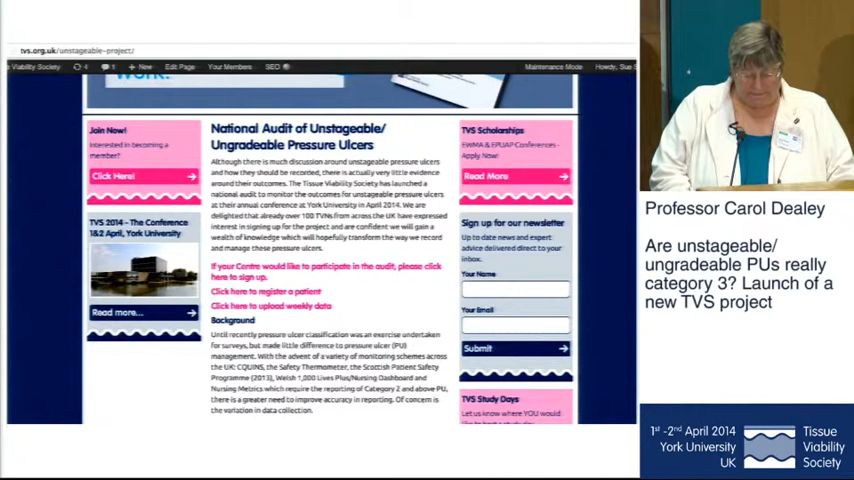 tvs.org.uk/unstageable-project/
e Viability Society 4 1 + New Edit Page Your Members SEO Maintenance Mode Howdy, Sue S
Work.
Join Now!
Interested in becoming a
member?
Click Here!
TVS 2014 - The Conference
1&2 April, York University
Read more...
National Audit of Unstageable/
Ungradeable Pressure Ulcers
Although there is much discussion around unstageable pressure ulcers
and how they should be recorded, there is actually very little evidence
around their outcomes. The Tissue Viability Society has launched a
national audit to monitor the outcomes for unstageable pressure ulcers
at their annual conference at York University in April 2014. We are
delighted that already over 100 TVNs from across the UK have expressed
interest in signing up for the project and are confident we will gain a
wealth of knowledge which will hopefully transform the way we record
and manage these pressure ulcers.
If your Centre would like to participate in the audit, please click
here to sign up.
Click here to register a patient
Click here to upload weekly data
Background
Until recently pressure ulcer classification was an exercise undertaken
for surveys, but made little difference to pressure ulcer (PU)
management. With the advent of a variety of monitoring schemes across
the UK: CQUINS, the Safety Thermometer, the Scottish Patient Safety
Programme (2013), Welsh 1,000 Lives Plus/Nursing Dashboard and
Nursing Metrics which require the reporting of Category 2 and above PU,
there is a greater need to improve accuracy in reporting. Of concern is
the variation in data collection.
TVS Scholarships
EWMA & EPUAP Conferences -
Apply Now!
Read More
Sign up for our newsletter
Up to date news and expert
advice delivered direct to your
inbox.
Your Name
Your Email
Submit
TVS Study Days
Let us know where YOU would
Professor Carol Dealey
Are unstageable/
ungradeable PUs really
category 3? Launch of a
new TVS project
1st -2nd April 2014
York University
UK
Tissue
Viability
Society